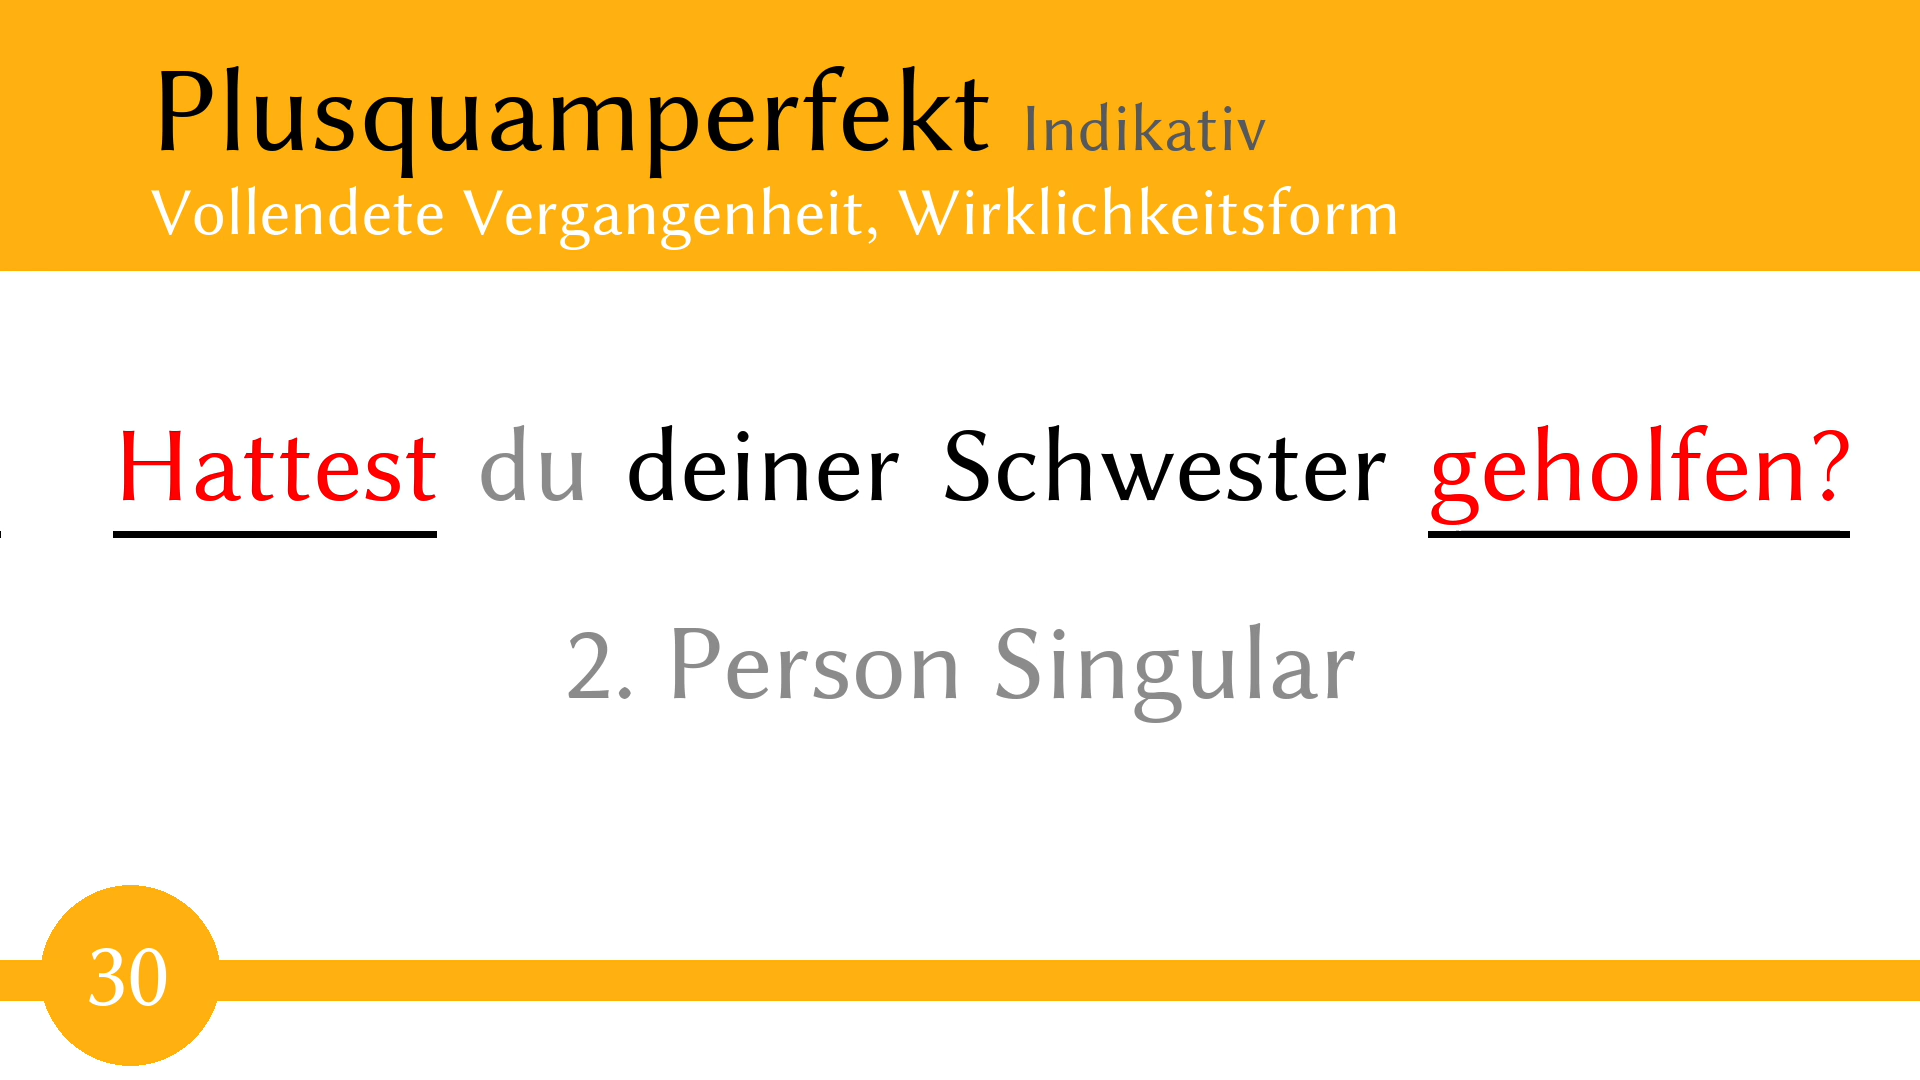 Plusquamperfekt Indikativ
Vollendete Vergangenheit, Wirklichkeitsform
Hattest du deiner Schwester geholfen?
2. Person Singular
30